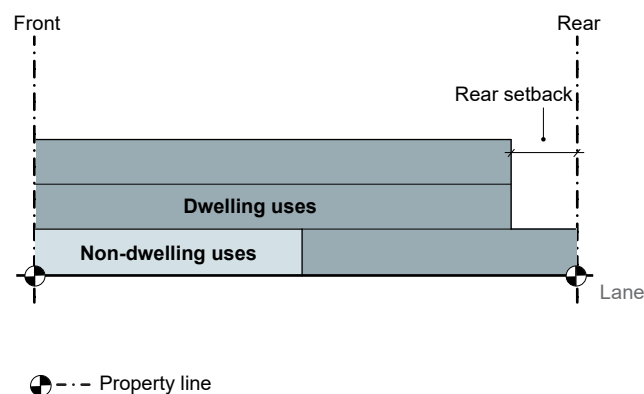 Front
Rear
Rear setback
Dwelling uses
Non-dwelling uses
Lane
Property line